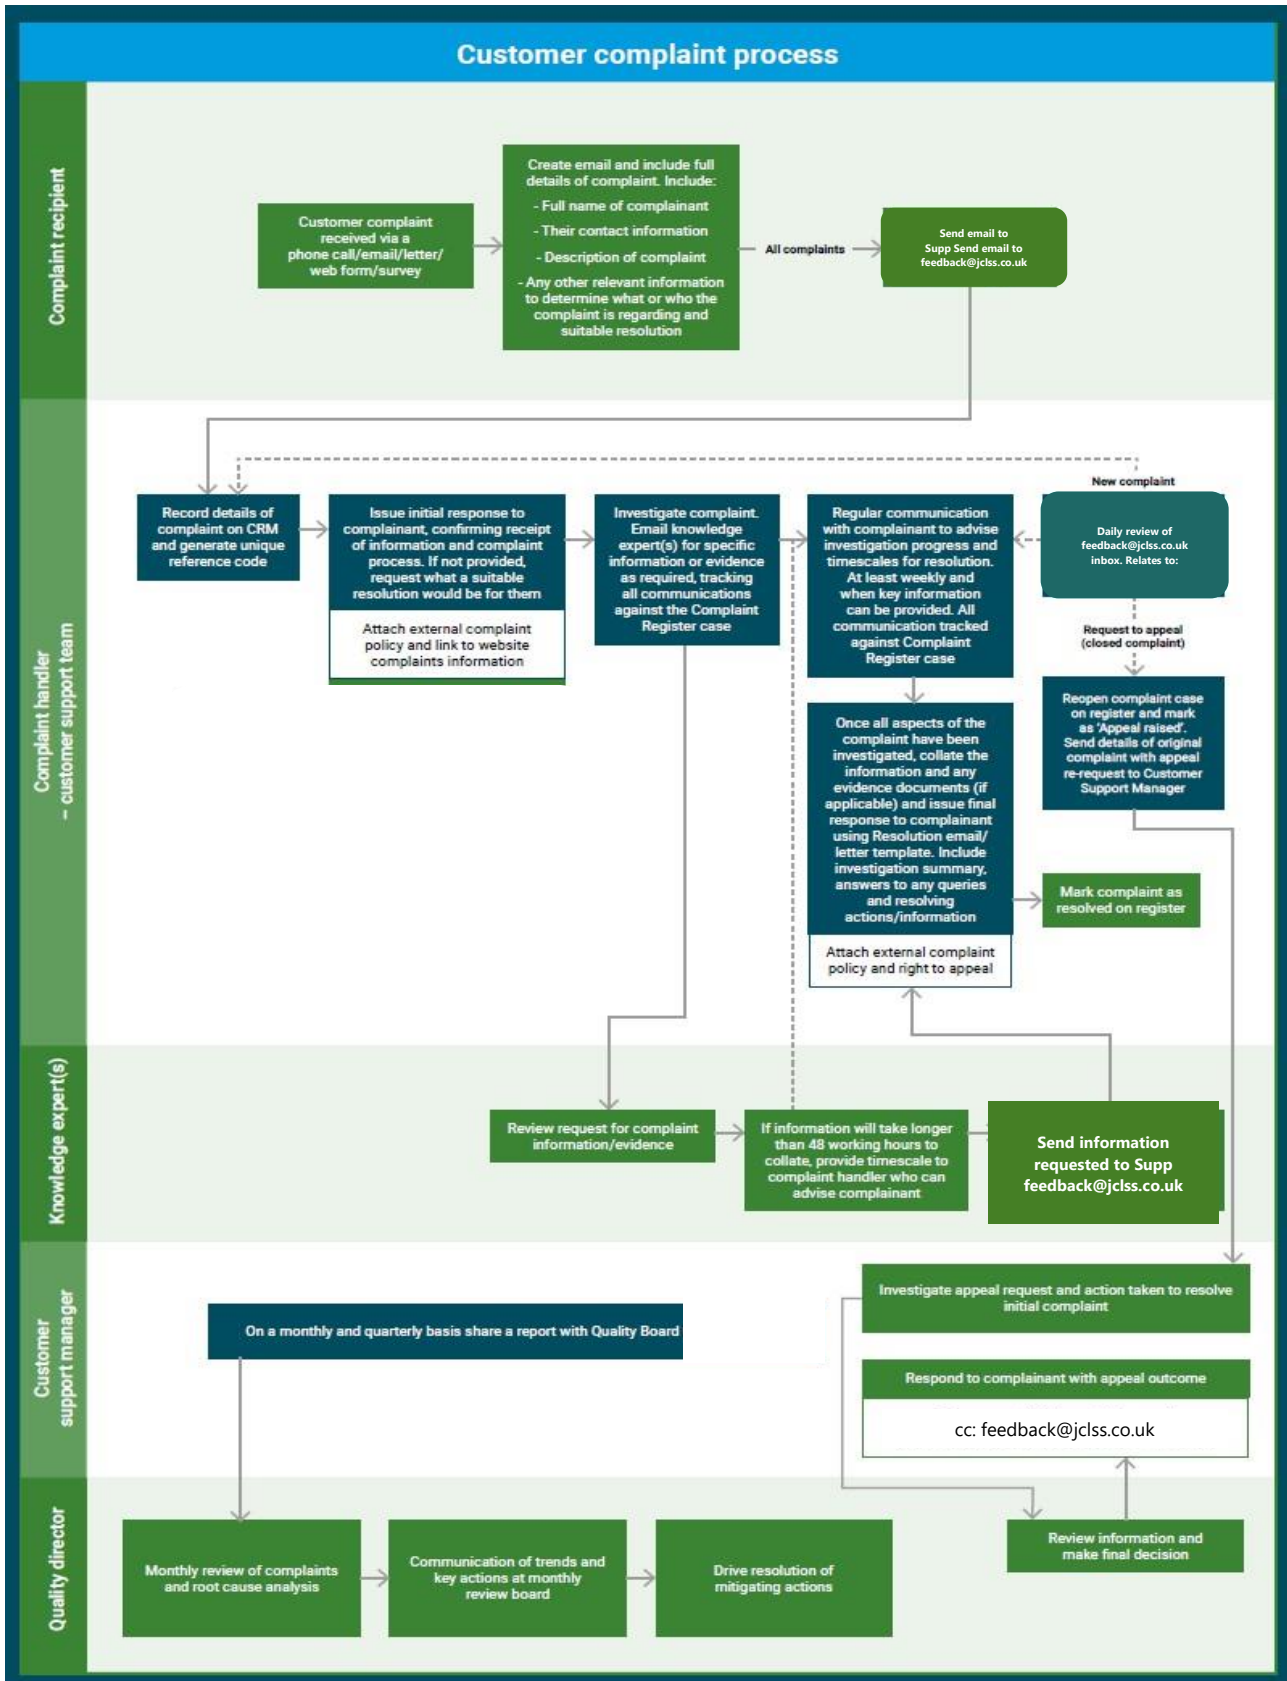 Customer complaint process
Complaint recipient
Customer complaint
received via a
phone call/email/letter/
web form/survey
Create email and include full
details of complaint. Include:
- Full name of complainant
- Their contact information
- Description of complaint
- Any other relevant information
to determine what or who the
complaint is regarding and
suitable resolution
All complaints
Send email to
Supp Send email to
feedback@jclss.co.uk
Complaint handler
– customer support team
Record details of
complaint on CRM
and generate unique
reference code
Issue initial response to
complainant, confirming receipt
of information and complaint
process. If not provided,
request what a suitable
resolution would be for them
Attach external complaint
policy and link to website
complaints information
Investigate complaint.
Email knowledge
expert(s) for specific
information or evidence
as required, tracking
all communications
against the Complaint
Register case
Regular communication
with complainant to advise
investigation progress and
timescales for resolution.
At least weekly and
when key information
can be provided. All
communication tracked
against Complaint
Register case
New complaint
Daily review of
feedback@jclss.co.uk
inbox. Relates to:
Request to appeal
(closed complaint)
Reopen complaint case
on register and mark
as 'Appeal raised'.
Send details of original
complaint with appeal
re-request to Customer
Support Manager
Once all aspects of the
complaint have been
investigated, collate the
information and any
evidence documents (if
applicable) and issue final
response to complainant
using Resolution email/
letter template. Include
investigation summary,
answers to any queries
and resolving
actions/information
Attach external complaint
policy and right to appeal
Mark complaint as
resolved on register
Knowledge expert(s)
Review request for complaint
information/evidence
If information will take longer
than 48 working hours to
collate, provide timescale to
complaint handler who can
advise complainant
Send information
requested to Supp
feedback@jclss.co.uk
Customer
support manager
On a monthly and quarterly basis share a report with Quality Board
Investigate appeal request and action taken to resolve
initial complaint
Respond to complainant with appeal outcome
cc: feedback@jclss.co.uk
Quality director
Monthly review of complaints
and root cause analysis
Communication of trends and
key actions at monthly
review board
Drive resolution of
mitigating actions
Review information and
make final decision